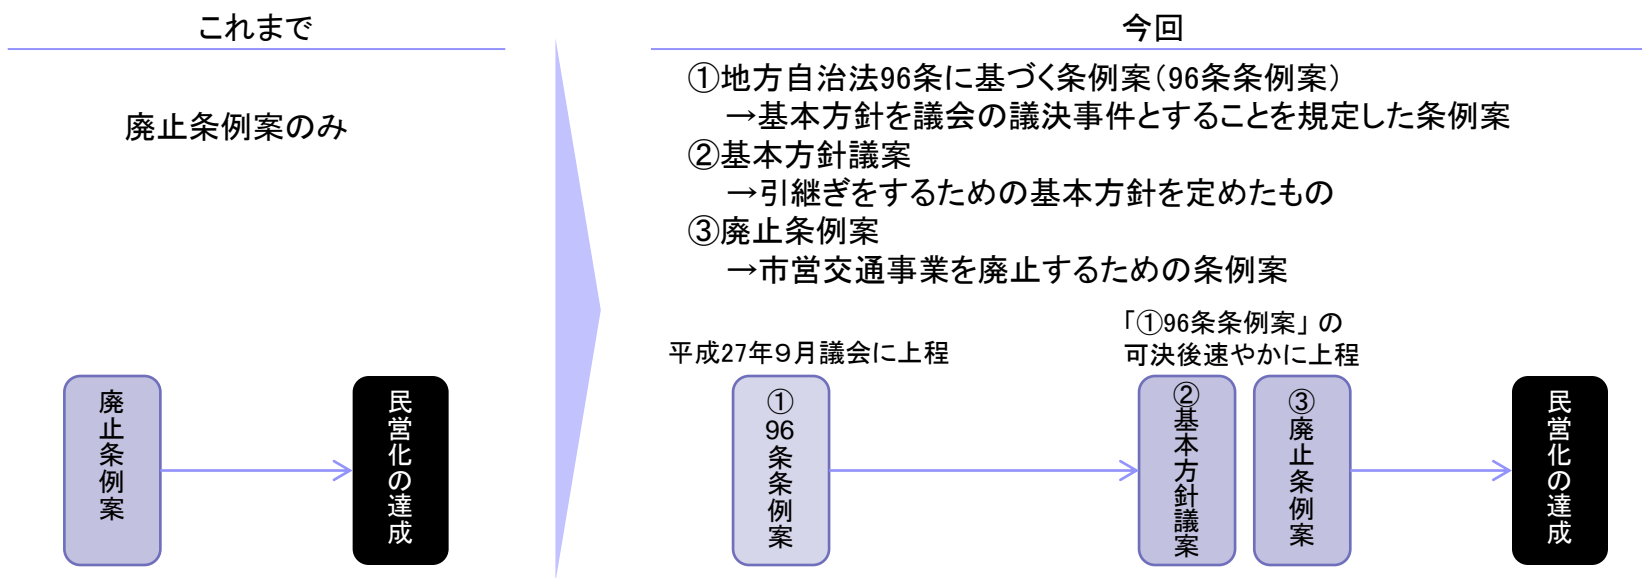 これまで
廃止条例案のみ
廃止条例案
民営化の達成
今回
①地方自治法96条に基づく条例案(96条条例案)
→基本方針を議会の議決事件とすることを規定した条例案
②基本方針議案
→引継ぎをするための基本方針を定めたもの
③廃止条例案
→市営交通事業を廃止するための条例案
平成27年9月議会に上程
「①96条条例案」の
可決後速やかに上程
①96条条例案
②基本方針議案
③廃止条例案
民営化の達成